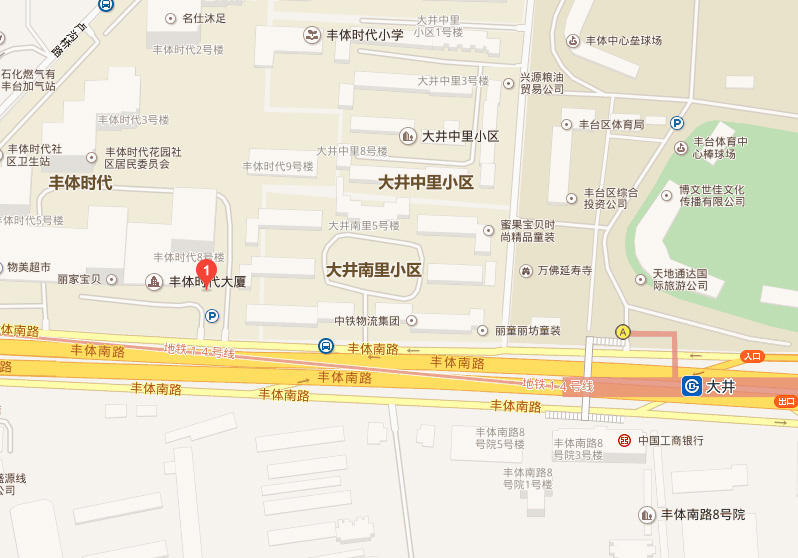 名仕沐足
丰体时代小学
大井中里
小区1号楼
丰体中心垒球场
卢沟桥路
丰体时代2号楼
石化燃气有
丰台加气站
大井中里3号楼
兴源粮油
贸易公司
丰体时代3号楼
丰台区体育局
P
大井中里小区
丰台体育中
心棒球场
丰体时代社
区卫生站
丰体时代花园社
区居民委员会
大井中里8号楼
丰体时代9号楼
丰体时代
大井中里小区
丰台区综合
投资公司
博文世佳文化
传播有限公司
丰体时代5号楼
大井南里5号楼
蜜果宝贝时
尚精品童装
丰体时代8号楼
物美超市
丽家宝贝
丰体时代大厦
1
大井南里小区
万佛延寿寺
天地通达国
际旅游公司
P
中铁物流集团
丽童丽坊童装
A
丰体南路
丰体南路
地铁14号线
丰体南路
丰体南路
入口
丰体南路
丰体南路
丰体南路
地铁14号线
大井
丰体南路
出口
丰体南路8
号院5号楼
丰体南路8
号院3号楼
中国工商银行
丰体南路8
号院1号楼
盛源线
公司
丰体南路8号院